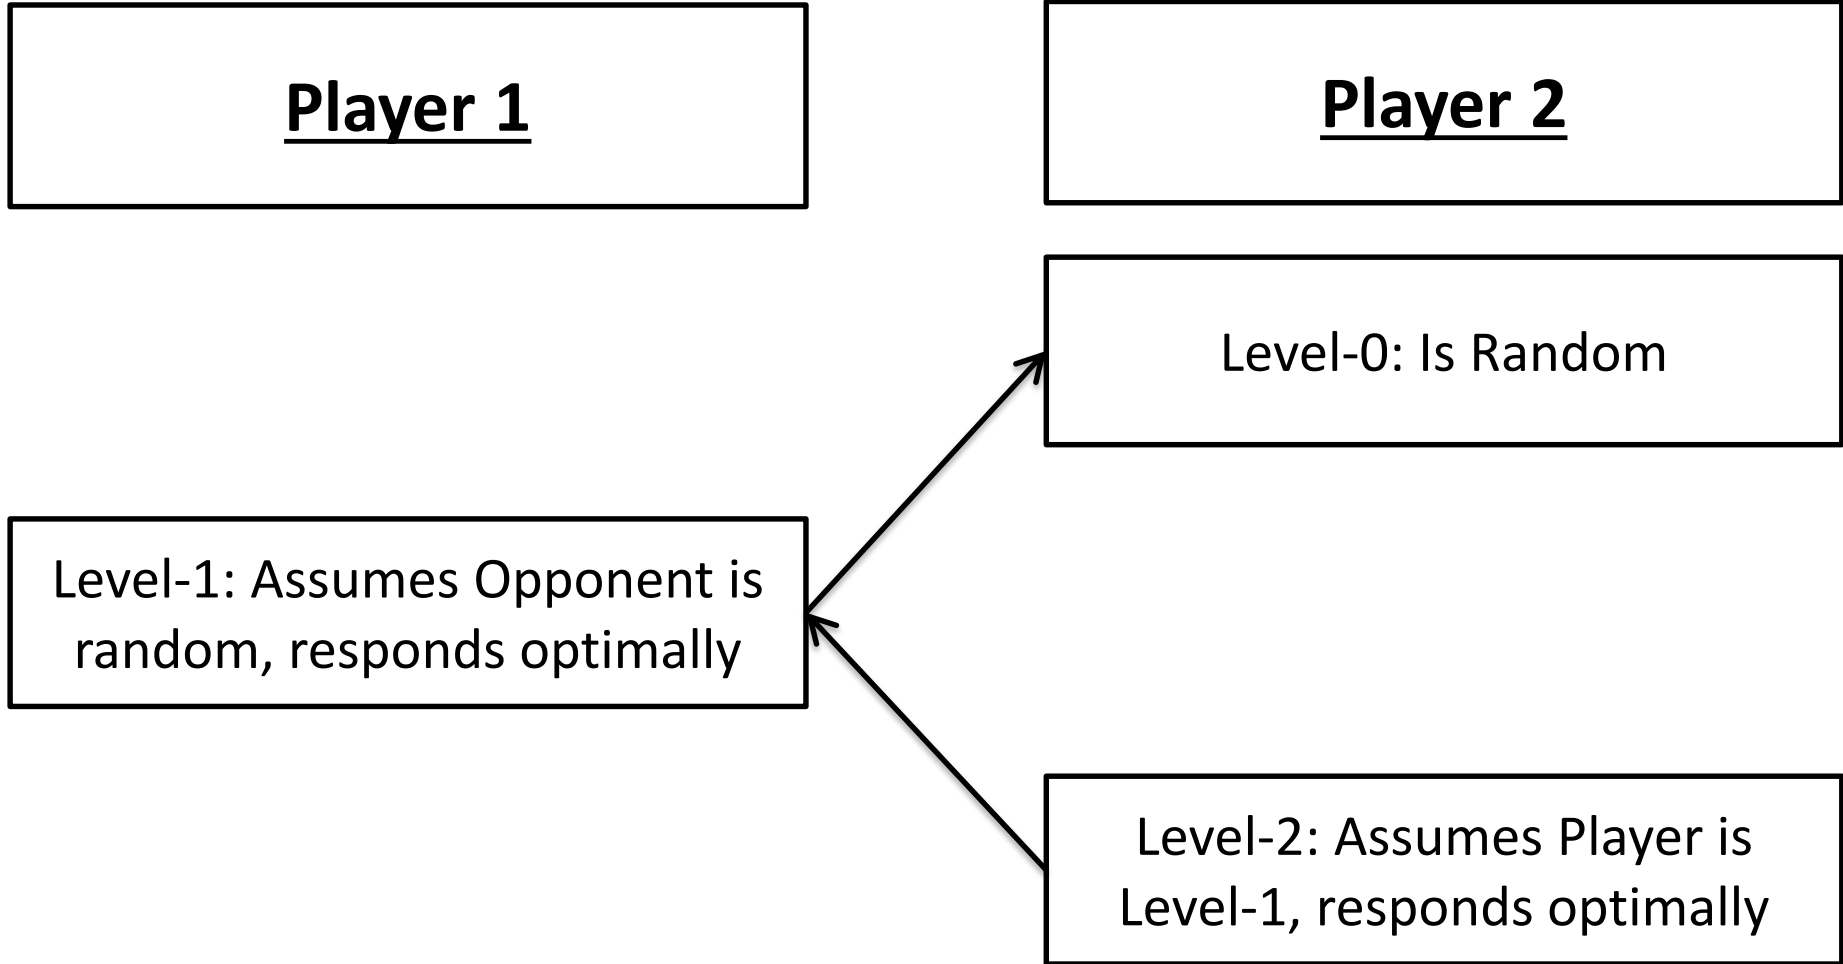 Player 1
Player 2
Level-0: Is Random
Level-1: Assumes Opponent is
random, responds optimally
Level-2: Assumes Player is
Level-1, responds optimally